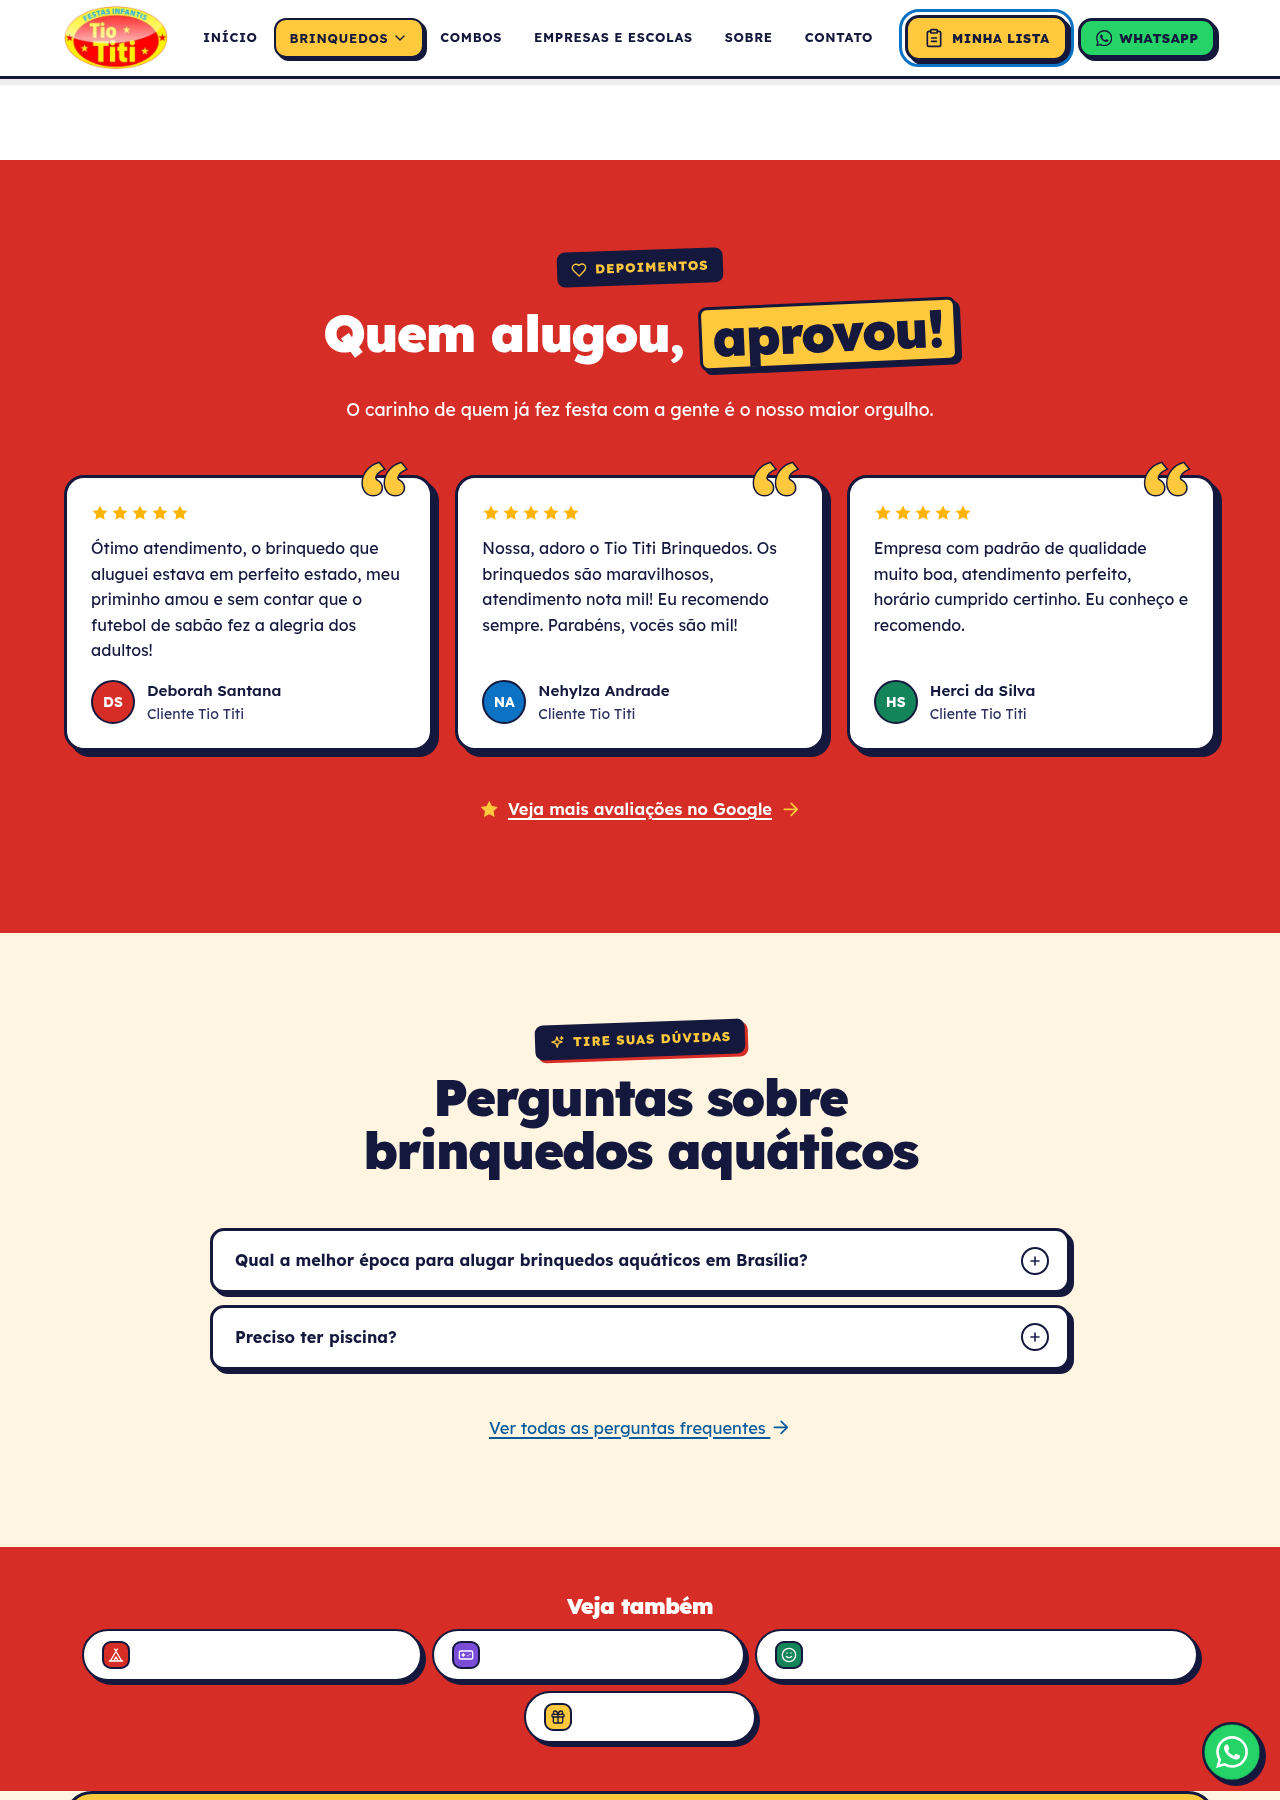 FESTAS INFANTIS
Tio
Titi
INÍCIO
BRINQUEDOS
COMBOS
EMPRESAS E ESCOLAS
SOBRE
CONTATO
MINHA LISTA
WHATSAPP
DEPOIMENTOS
Quem alugou, aprovou!
O carinho de quem já fez festa com a gente é o nosso maior orgulho.
Ótimo atendimento, o brinquedo que
aluguei estava em perfeito estado, meu
priminho amou e sem contar que o
futebol de sabão fez a alegria dos
adultos!
DS
Deborah Santana
Cliente Tio Titi
Nossa, adoro o Tio Titi Brinquedos. Os
brinquedos são maravilhosos,
atendimento nota mil! Eu recomendo
sempre. Parabéns, vocês são mil!
NA
Nehylza Andrade
Cliente Tio Titi
Empresa com padrão de qualidade
muito boa, atendimento perfeito,
horário cumprido certinho. Eu conheço e
recomendo.
HS
Herci da Silva
Cliente Tio Titi
Veja mais avaliações no Google
TIRE SUAS DÚVIDAS
Perguntas sobre
brinquedos aquáticos
Qual a melhor época para alugar brinquedos aquáticos em Brasília?
Preciso ter piscina?
Ver todas as perguntas frequentes
Veja também